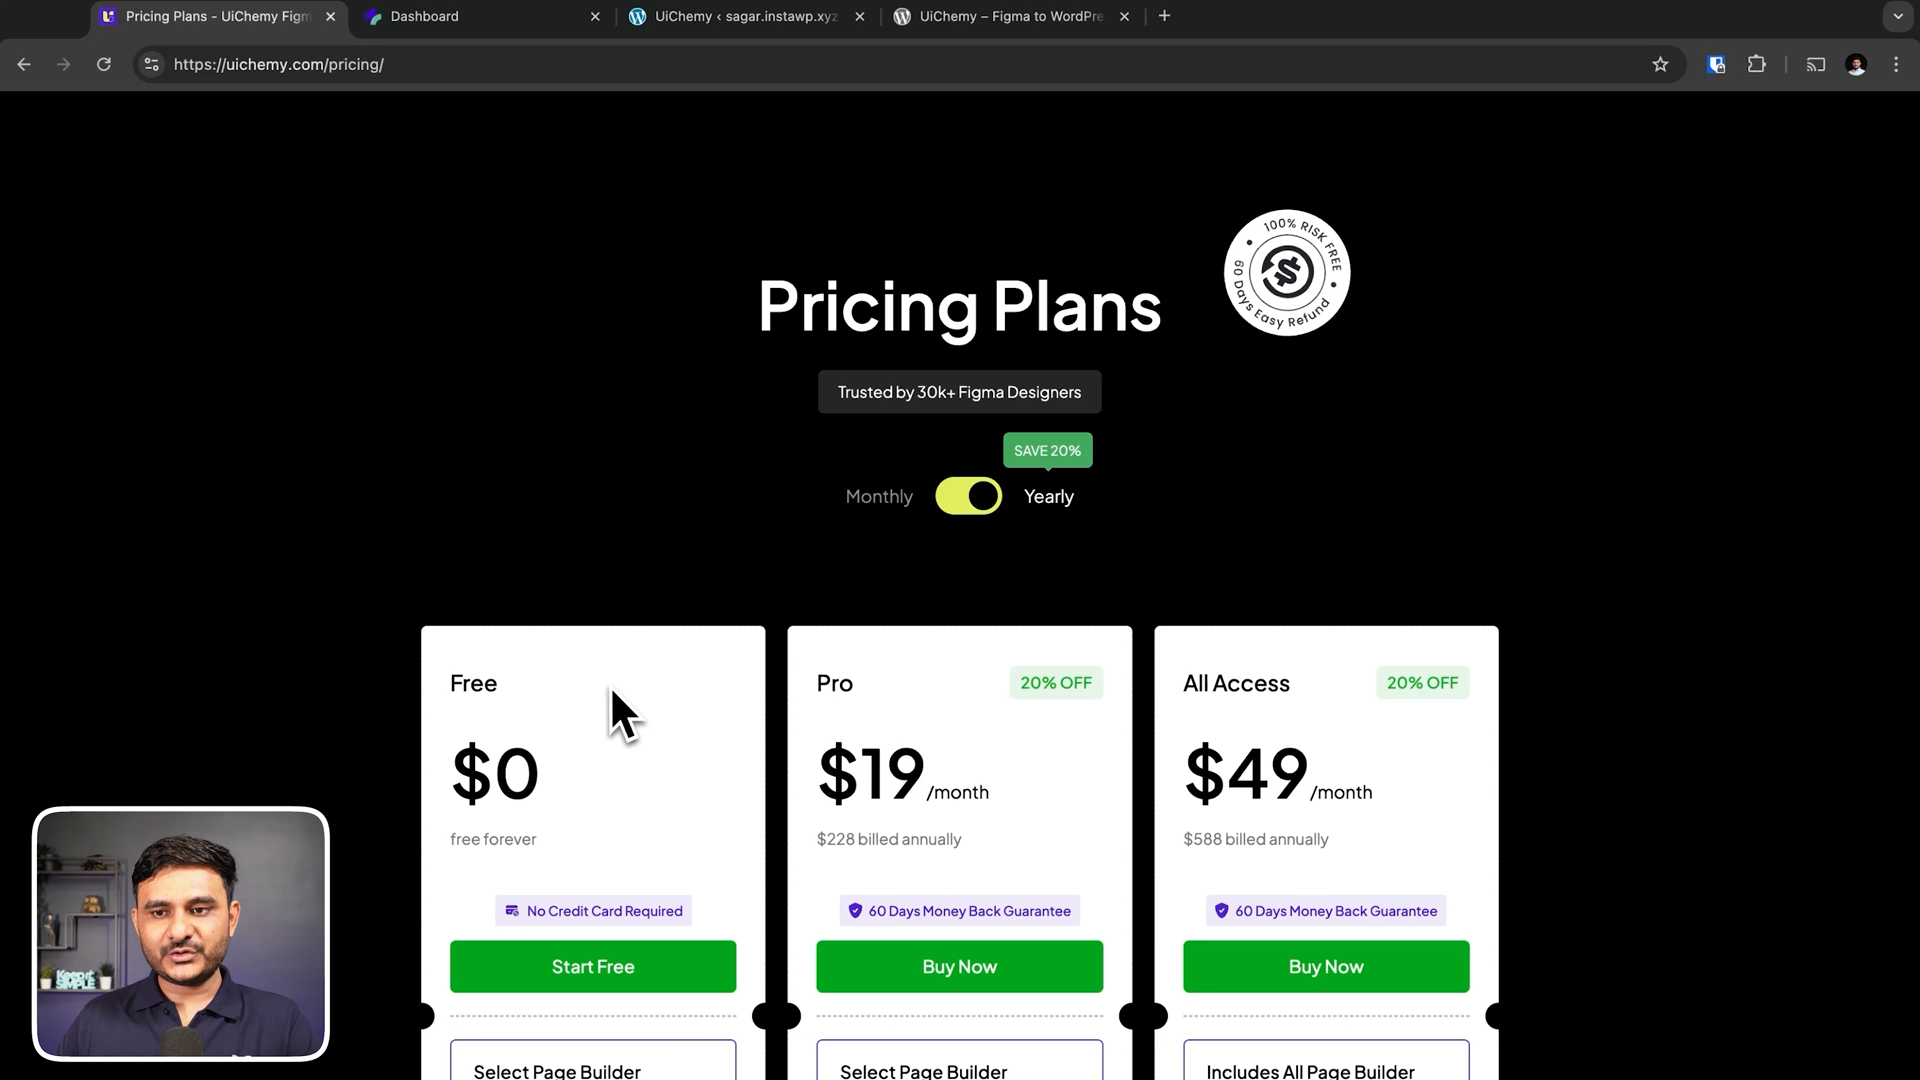 Pricing Plans - UiChemy Figm
Dashboard
UiChemy ‹ sagar.instawp.xyz
UiChemy – Figma to WordPre
https://uichemy.com/pricing/
100% RISK FREE
60 Days Easy Refund
Pricing Plans
Trusted by 30k+ Figma Designers
SAVE 20%
Monthly
Yearly
Free
$0
free forever
No Credit Card Required
Start Free
Select Page Builder
Pro
20% OFF
$19/month
$228 billed annually
60 Days Money Back Guarantee
Buy Now
Select Page Builder
All Access
20% OFF
$49/month
$588 billed annually
60 Days Money Back Guarantee
Buy Now
Includes All Page Builder
Keep it
SIMPLE